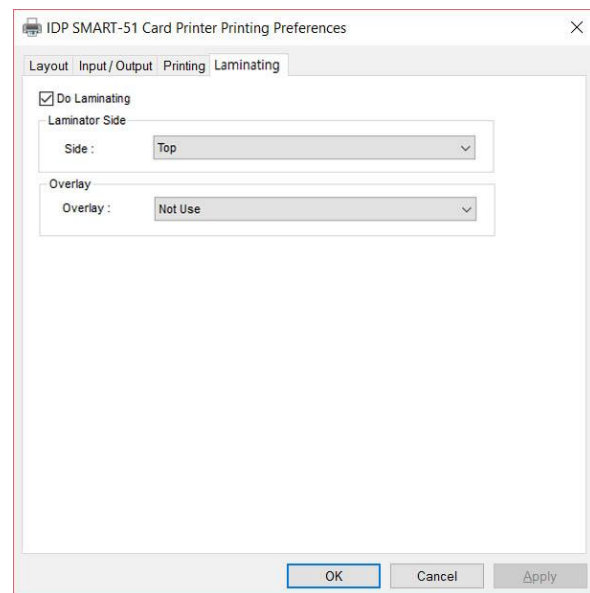 IDP SMART-51 Card Printer Printing Preferences
Layout Input / Output Printing Laminating
Do Laminating
Laminator Side
Side : Top
Overlay
Overlay : Not Use
OK Cancel Apply